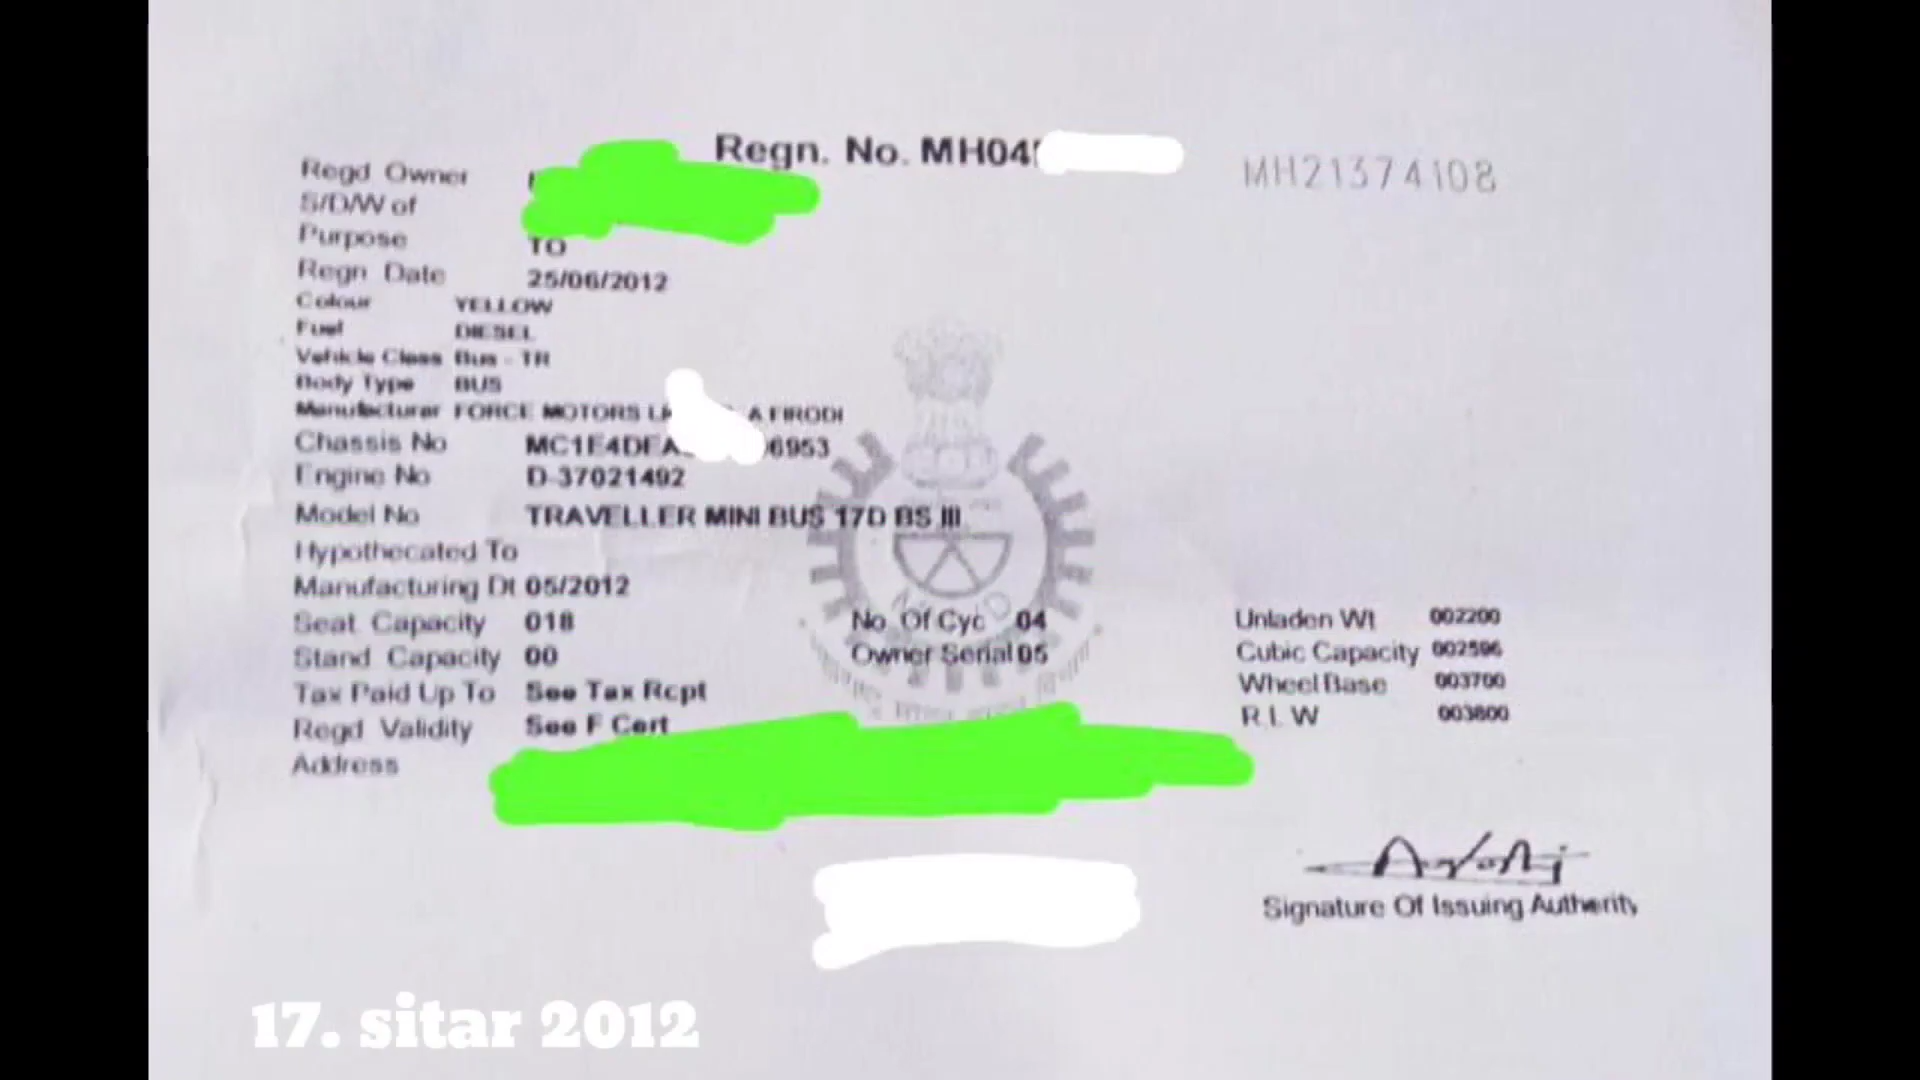 Regn. No. MH04
MH21374108
Regd Owner
S/D/W of
Purpose TO
Regn Date 25/06/2012
Colour YELLOW
Fuel DIESEL
Vehicle Class Bus - TR
Body Type BUS
Manufacturer FORCE MOTORS A FIRODI
Chassis No MC1E4DFA 6953
Engine No D-37021492
Model No TRAVELLER MINI BUS 17D BS III
Hypothecated To
Manufacturing Dt 05/2012
Seat Capacity 018 No Of Cyc 04 Unladen Wt 002200
Stand Capacity 00 Owner Serial 05 Cubic Capacity 002596
Tax Paid Up To See Tax Rcpt Wheel Base 003700
Regd Validity See F Cert R.L.W 003800
Address
Signature Of Issuing Authority
17. sitar 2012